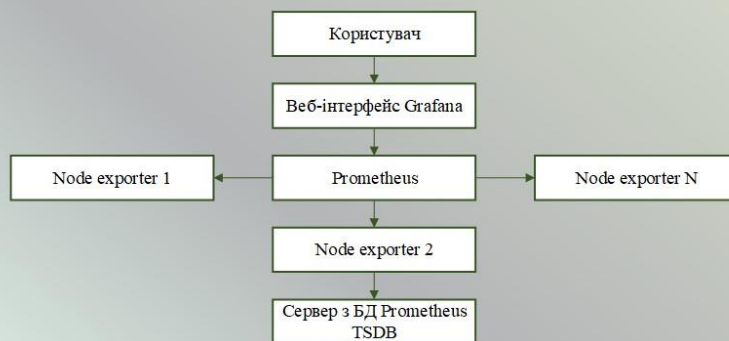 Користувач
Веб-інтерфейс Grafana
Node exporter 1
Prometheus
Node exporter N
Node exporter 2
Сервер з БД Prometheus
TSDB